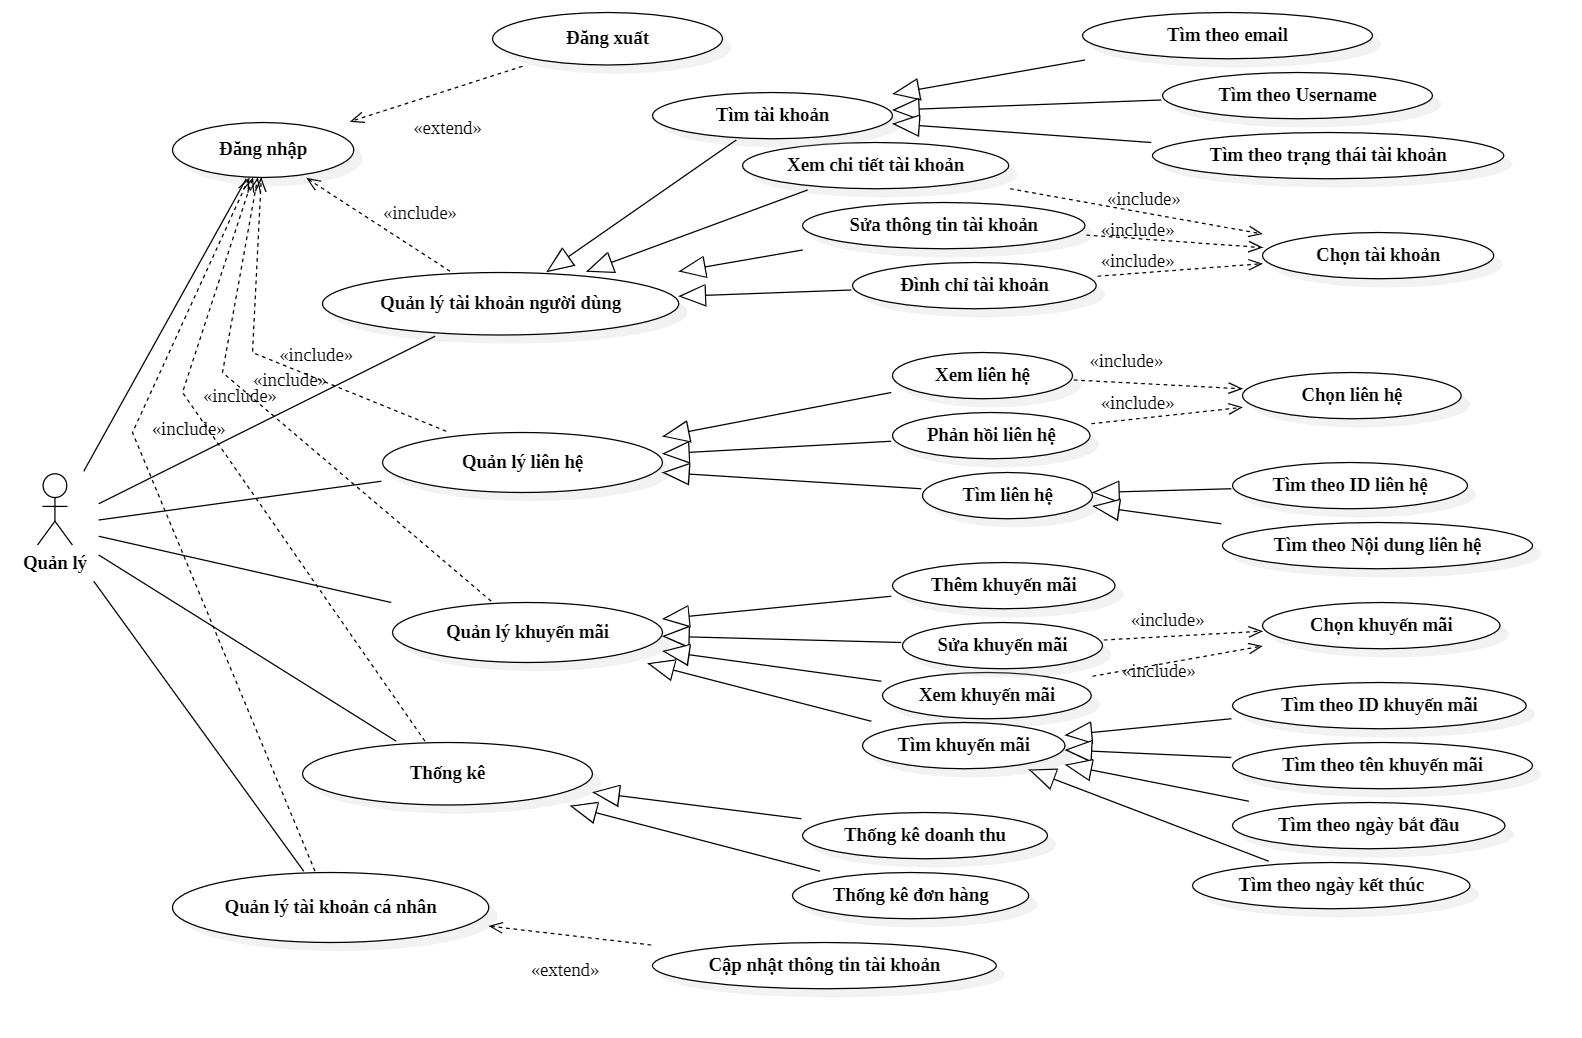 Đăng xuất
Tìm theo email
Tìm theo Username
Tìm tài khoản
«extend»
Đăng nhập
Tìm theo trạng thái tài khoản
Xem chi tiết tài khoản
«include»
«include»
Sửa thông tin tài khoản
«include»
Chọn tài khoản
«include»
Đình chỉ tài khoản
Quản lý tài khoản người dùng
«include»
«include»
Xem liên hệ
«include»
Chọn liên hệ
«include»
«include»
«include»
Phản hồi liên hệ
Quản lý liên hệ
Tìm theo ID liên hệ
Tìm liên hệ
Tìm theo Nội dung liên hệ
Quản lý
Thêm khuyến mãi
«include»
Chọn khuyến mãi
Quản lý khuyến mãi
Sửa khuyến mãi
«include»
Xem khuyến mãi
Tìm theo ID khuyến mãi
Tìm khuyến mãi
Tìm theo tên khuyến mãi
Thống kê
Tìm theo ngày bắt đầu
Thống kê doanh thu
Tìm theo ngày kết thúc
Thống kê đơn hàng
Quản lý tài khoản cá nhân
Cập nhật thông tin tài khoản
«extend»